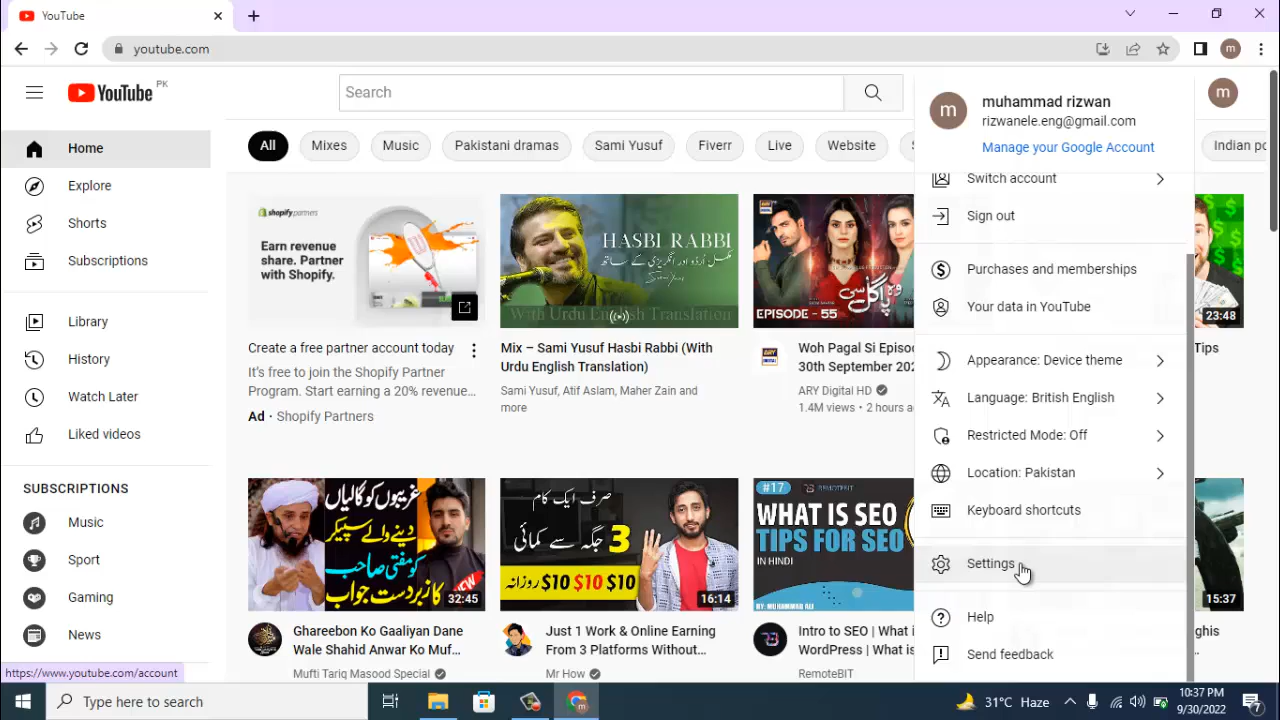 YouTube
youtube.com
m
YouTube PK
Search
m
Home
Explore
Shorts
Subscriptions
Library
History
Watch Later
Liked videos
SUBSCRIPTIONS
Music
Sport
Gaming
News
https://www.youtube.com/account
All
Mixes
Music
Pakistani dramas
Sami Yusuf
Fiverr
Live
Website
Indian po
shopify partners
Earn revenue
share. Partner
with Shopify.
Create a free partner account today
It's free to join the Shopify Partner
Program. Start earning a 20% revenue...
Ad · Shopify Partners
HASBI RABBI
With Urdu English Translation
Mix – Sami Yusuf Hasbi Rabbi (With
Urdu English Translation)
Sami Yusuf, Atif Aslam, Maher Zain and
more
وہ پاگل سی
EPISODE - 55
Woh Pagal Si Episo
30th September 202
ARY Digital HD
1.4M views • 2 hours a
23:48
Tips
غریبوں کو گالیاں
دینے والے اسپیکر
کو مفتی صاحب
کا زبردست جواب
NEW
32:45
Ghareebon Ko Gaaliyan Dane
Wale Shahid Anwar Ko Muf...
Mufti Tariq Masood Special
صرف ایک کام
3 جگہ سے کمائی
روزانہ $10 $10 $10
16:14
Just 1 Work & Online Earning
From 3 Platforms Without...
Mr How
#17 REMOTEBIT
WHAT IS SEO
TIPS FOR SEO
IN HINDI
BY: MUHAMMAD ALI
Intro to SEO | What i
WordPress | What
RemoteBIT
15:37
ghis
m
muhammad rizwan
rizwanele.eng@gmail.com
Manage your Google Account
Switch account
Sign out
Purchases and memberships
Your data in YouTube
Appearance: Device theme
Language: British English
Restricted Mode: Off
Location: Pakistan
Keyboard shortcuts
Settings
Help
Send feedback
Type here to search
31°C Haze
10:37 PM
9/30/2022
7